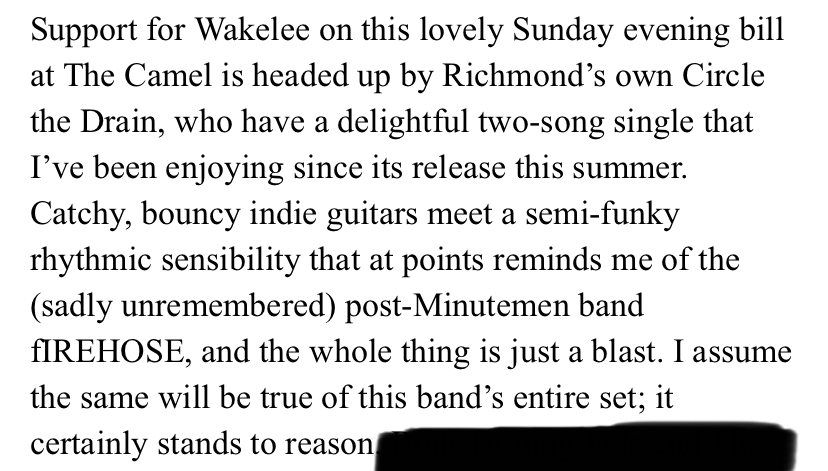 Support for Wakelee on this lovely Sunday evening bill
at The Camel is headed up by Richmond’s own Circle
the Drain, who have a delightful two-song single that
I’ve been enjoying since its release this summer.
Catchy, bouncy indie guitars meet a semi-funky
rhythmic sensibility that at points reminds me of the
(sadly unremembered) post-Minutemen band
fIREHOSE, and the whole thing is just a blast. I assume
the same will be true of this band’s entire set; it
certainly stands to reason.